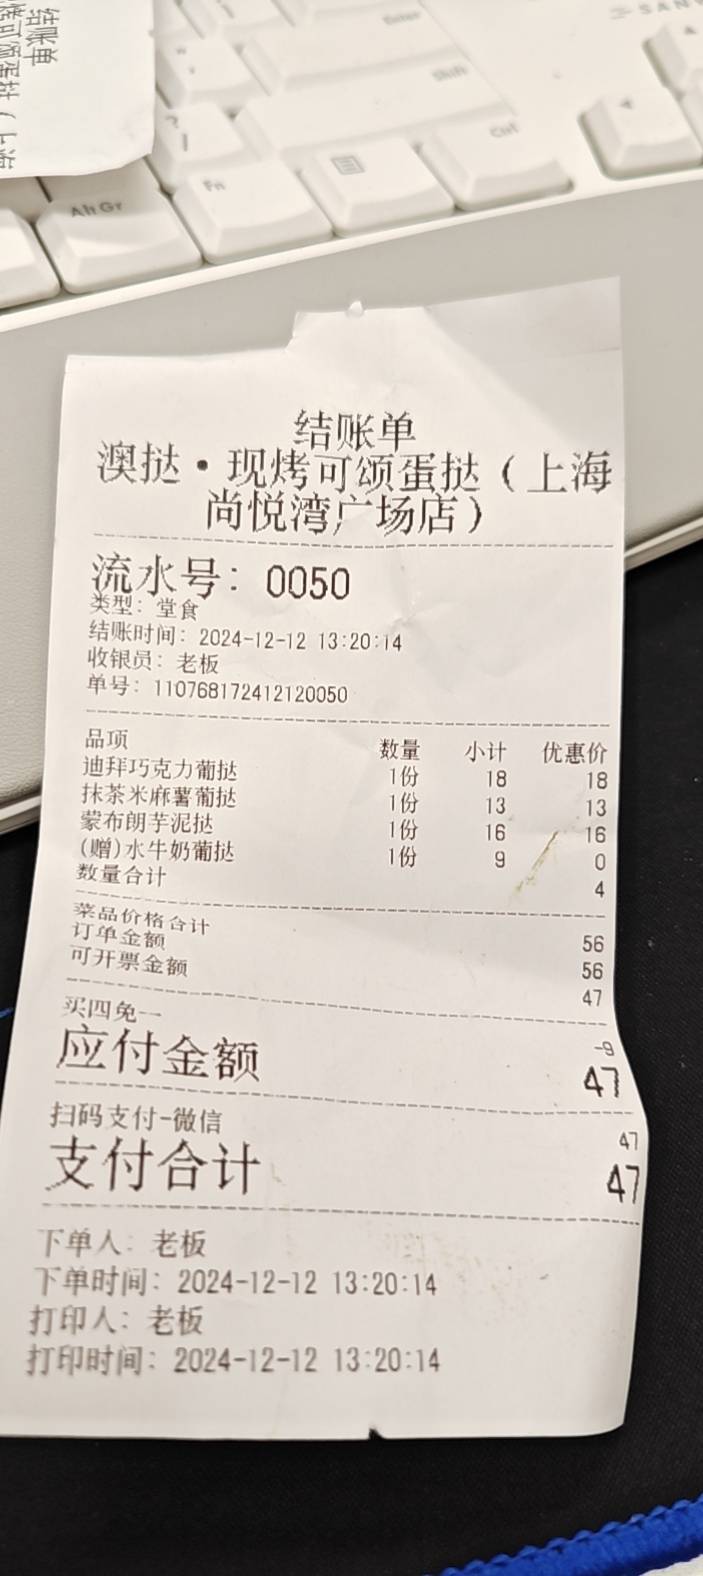 Enter
Shift
Ctrl
Fn
Alt Gr
结账单
结账单
澳挞·现烤可颂蛋挞（上海
尚悦湾广场店）
流水号：0050
类型：堂食
结账时间：2024-12-12 13:20:14
收银员：老板
单号：110768172412120050
品项 数量 小计 优惠价
迪拜巧克力葡挞 1份 18 18
抹茶米麻薯葡挞 1份 13 13
蒙布朗芋泥挞 1份 16 16
(赠)水牛奶葡挞 1份 9 0
数量合计 4
菜品价格合计 56
订单金额 56
可开票金额 47
买四免一 -9
应付金额 47
扫码支付-微信 47
支付合计 47
下单人：老板
下单时间：2024-12-12 13:20:14
打印人：老板
打印时间：2024-12-12 13:20:14